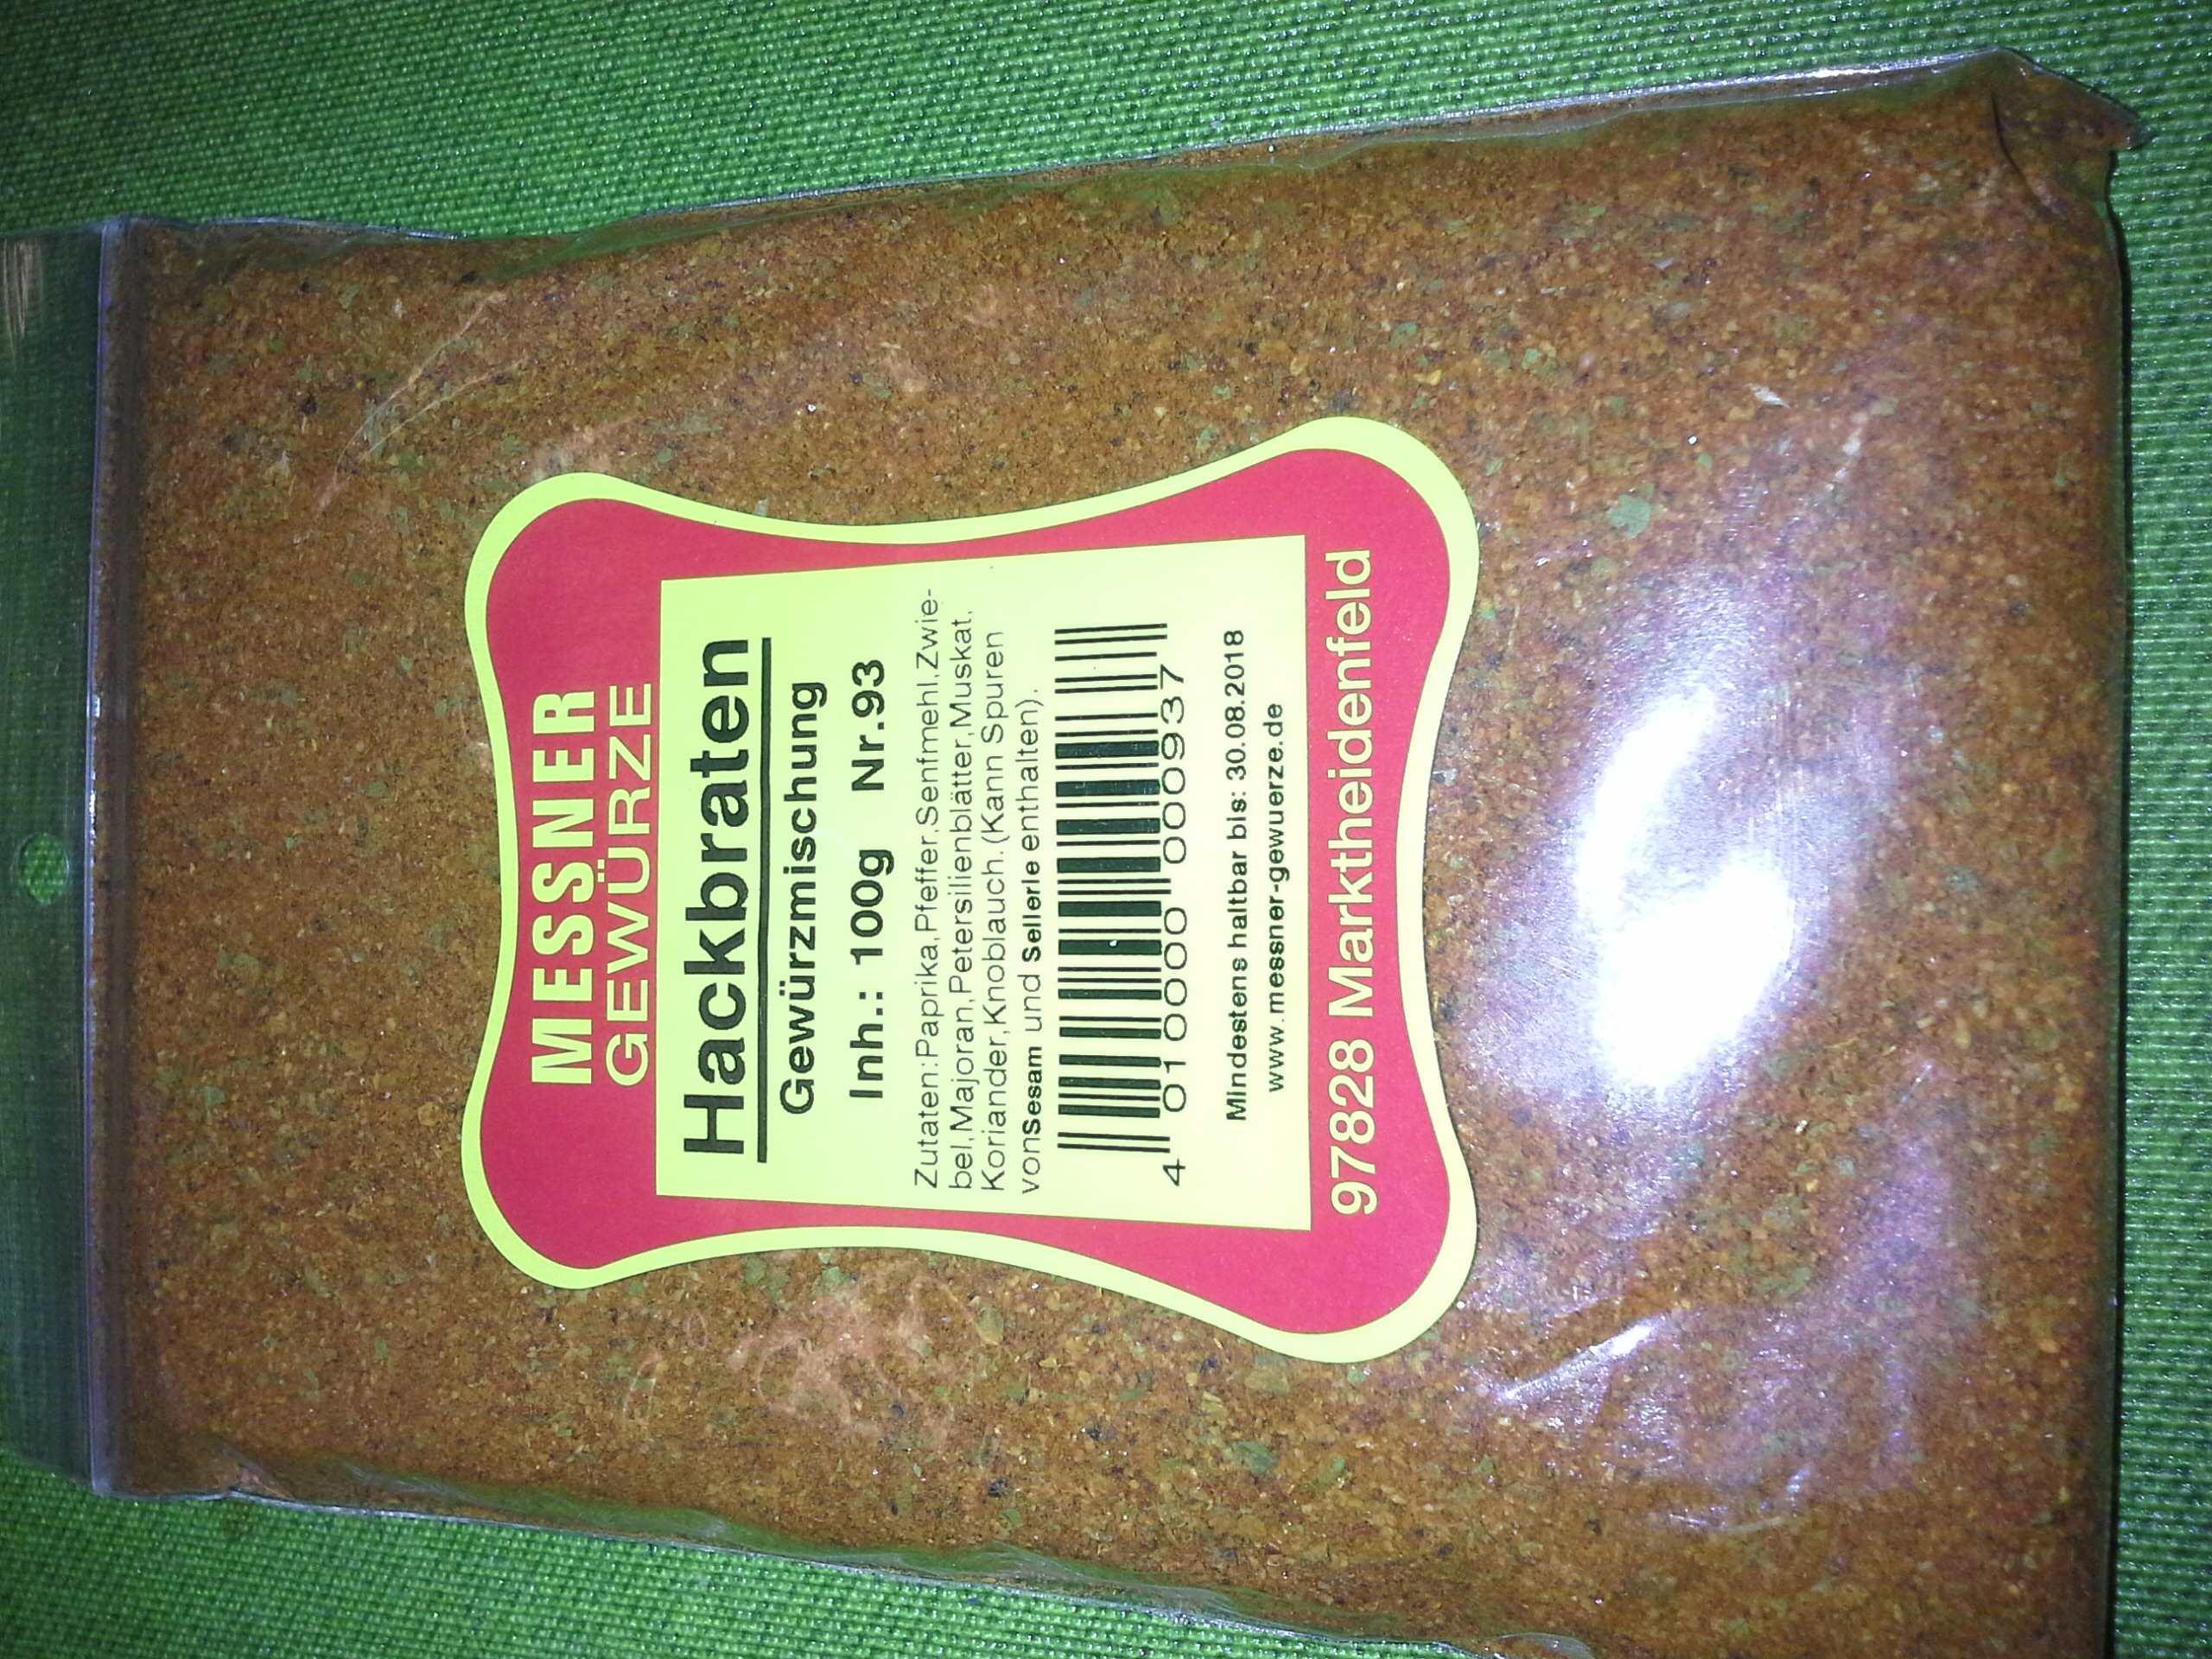 MESSNER
GEWÜRZE
Hackbraten
Gewürzmischung
Inh.: 100g Nr.93
Zutaten:Paprika,Pfeffer,Senfmehl,Zwie-
bel,Majoran,Petersilienblätter,Muskat,
Koriander,Knoblauch.(Kann Spuren
vonSesam und Sellerie enthalten).
4 010000 000937
Mindestens haltbar bis: 30.08.2018
www.messner-gewuerze.de
97828 Marktheidenfeld